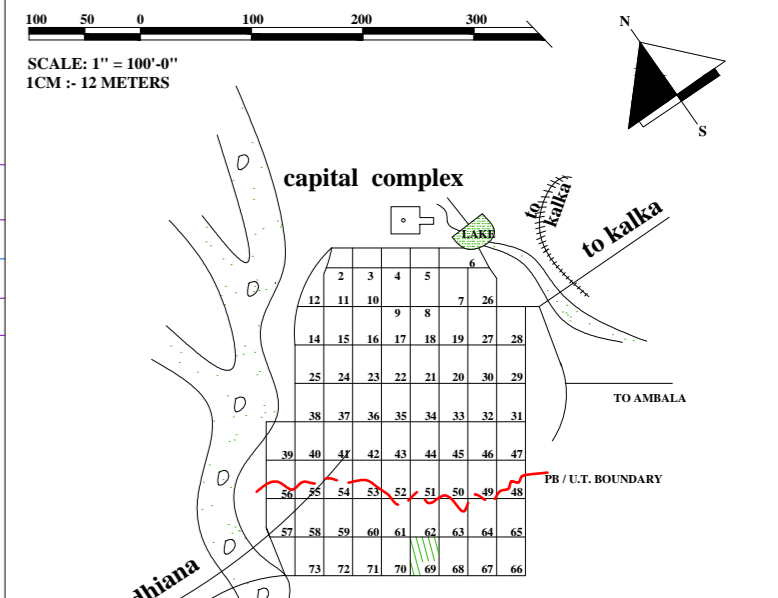 100 50 0 100 200 300
SCALE: 1" = 100'-0"
1CM :- 12 METERS
N
S
capital complex
LAKE
to
kalka
to kalka
6
2 3 4 5
12 11 10 7 26
9 8
14 15 16 17 18 19 27 28
25 24 23 22 21 20 30 29
TO AMBALA
38 37 36 35 34 33 32 31
39 40 41 42 43 44 45 46 47
PB / U.T. BOUNDARY
56 55 54 53 52 51 50 49 48
57 58 59 60 61 62 63 64 65
dhiana
73 72 71 70 69 68 67 66